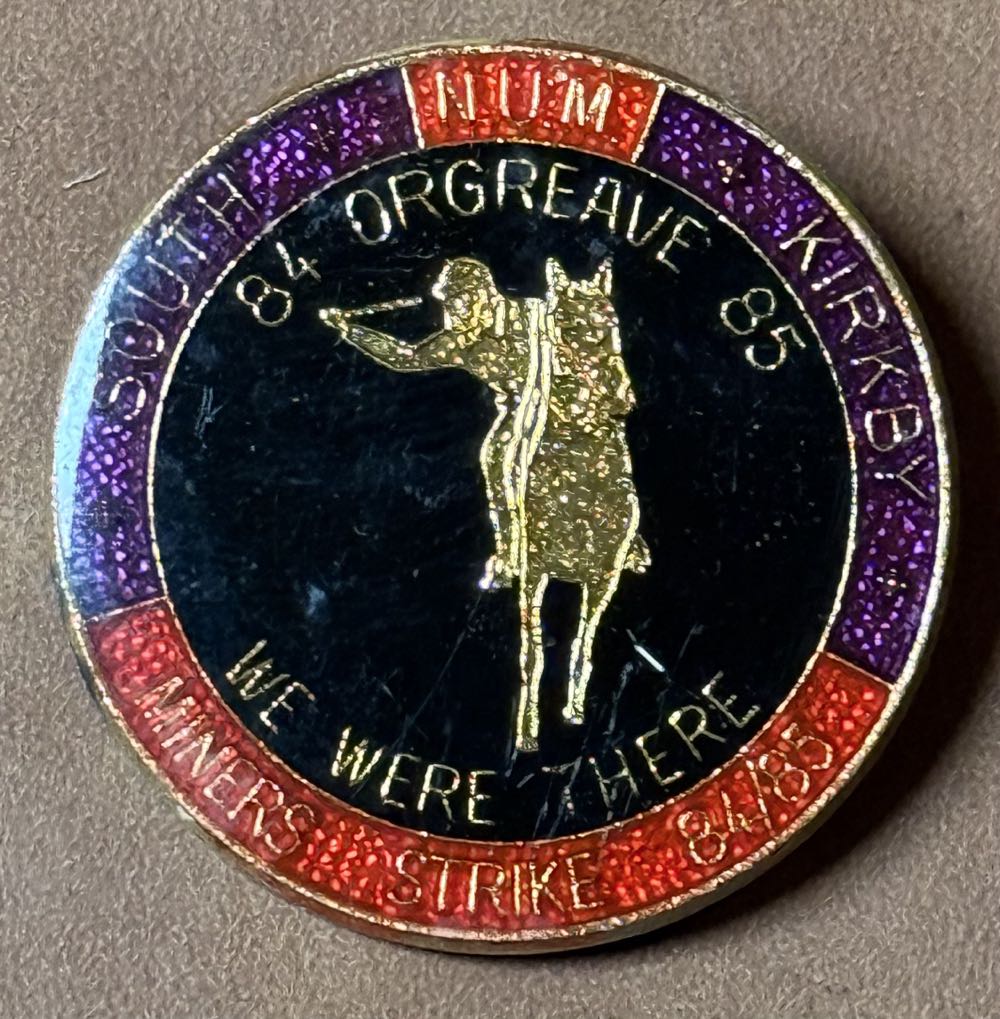 NUM
SOUTH KIRKBY
84 ORGREAVE 85
WE WERE THERE
MINERS STRIKE 84/85